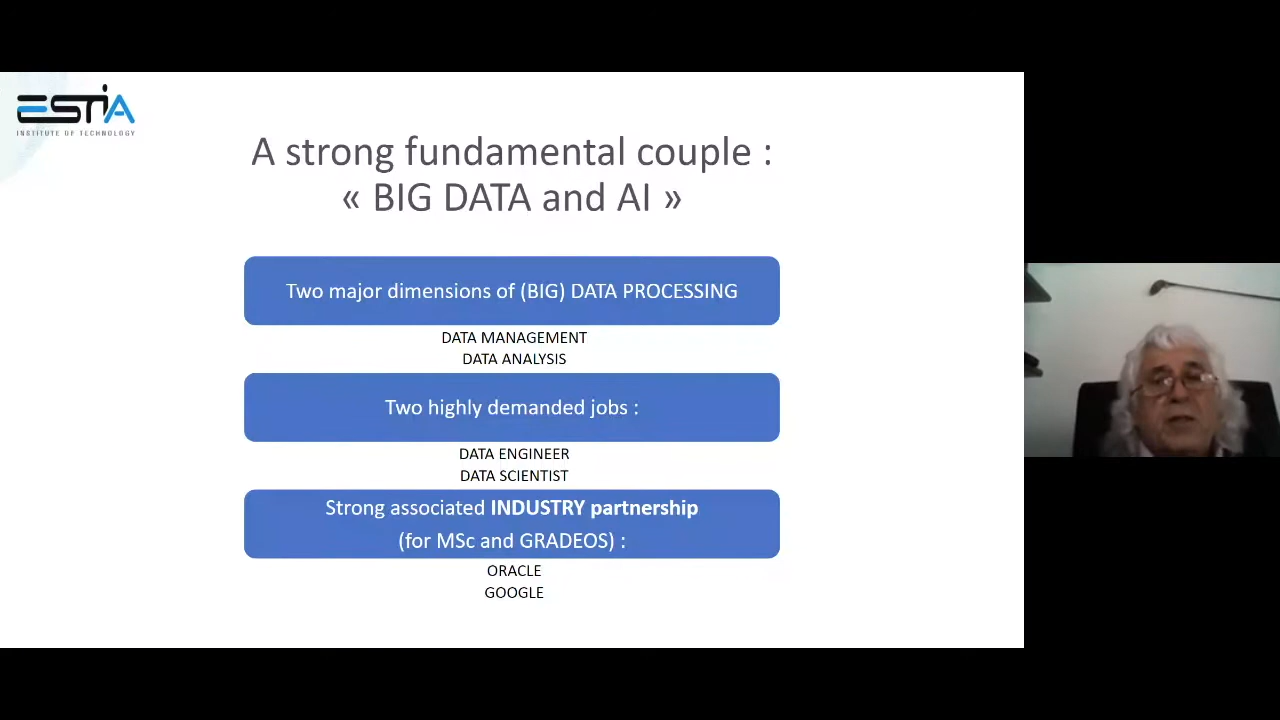 ESTIA
INSTITUTE OF TECHNOLOGY
A strong fundamental couple :
« BIG DATA and AI »
Two major dimensions of (BIG) DATA PROCESSING
DATA MANAGEMENT
DATA ANALYSIS
Two highly demanded jobs :
DATA ENGINEER
DATA SCIENTIST
Strong associated INDUSTRY partnership
(for MSc and GRADEOS) :
ORACLE
GOOGLE